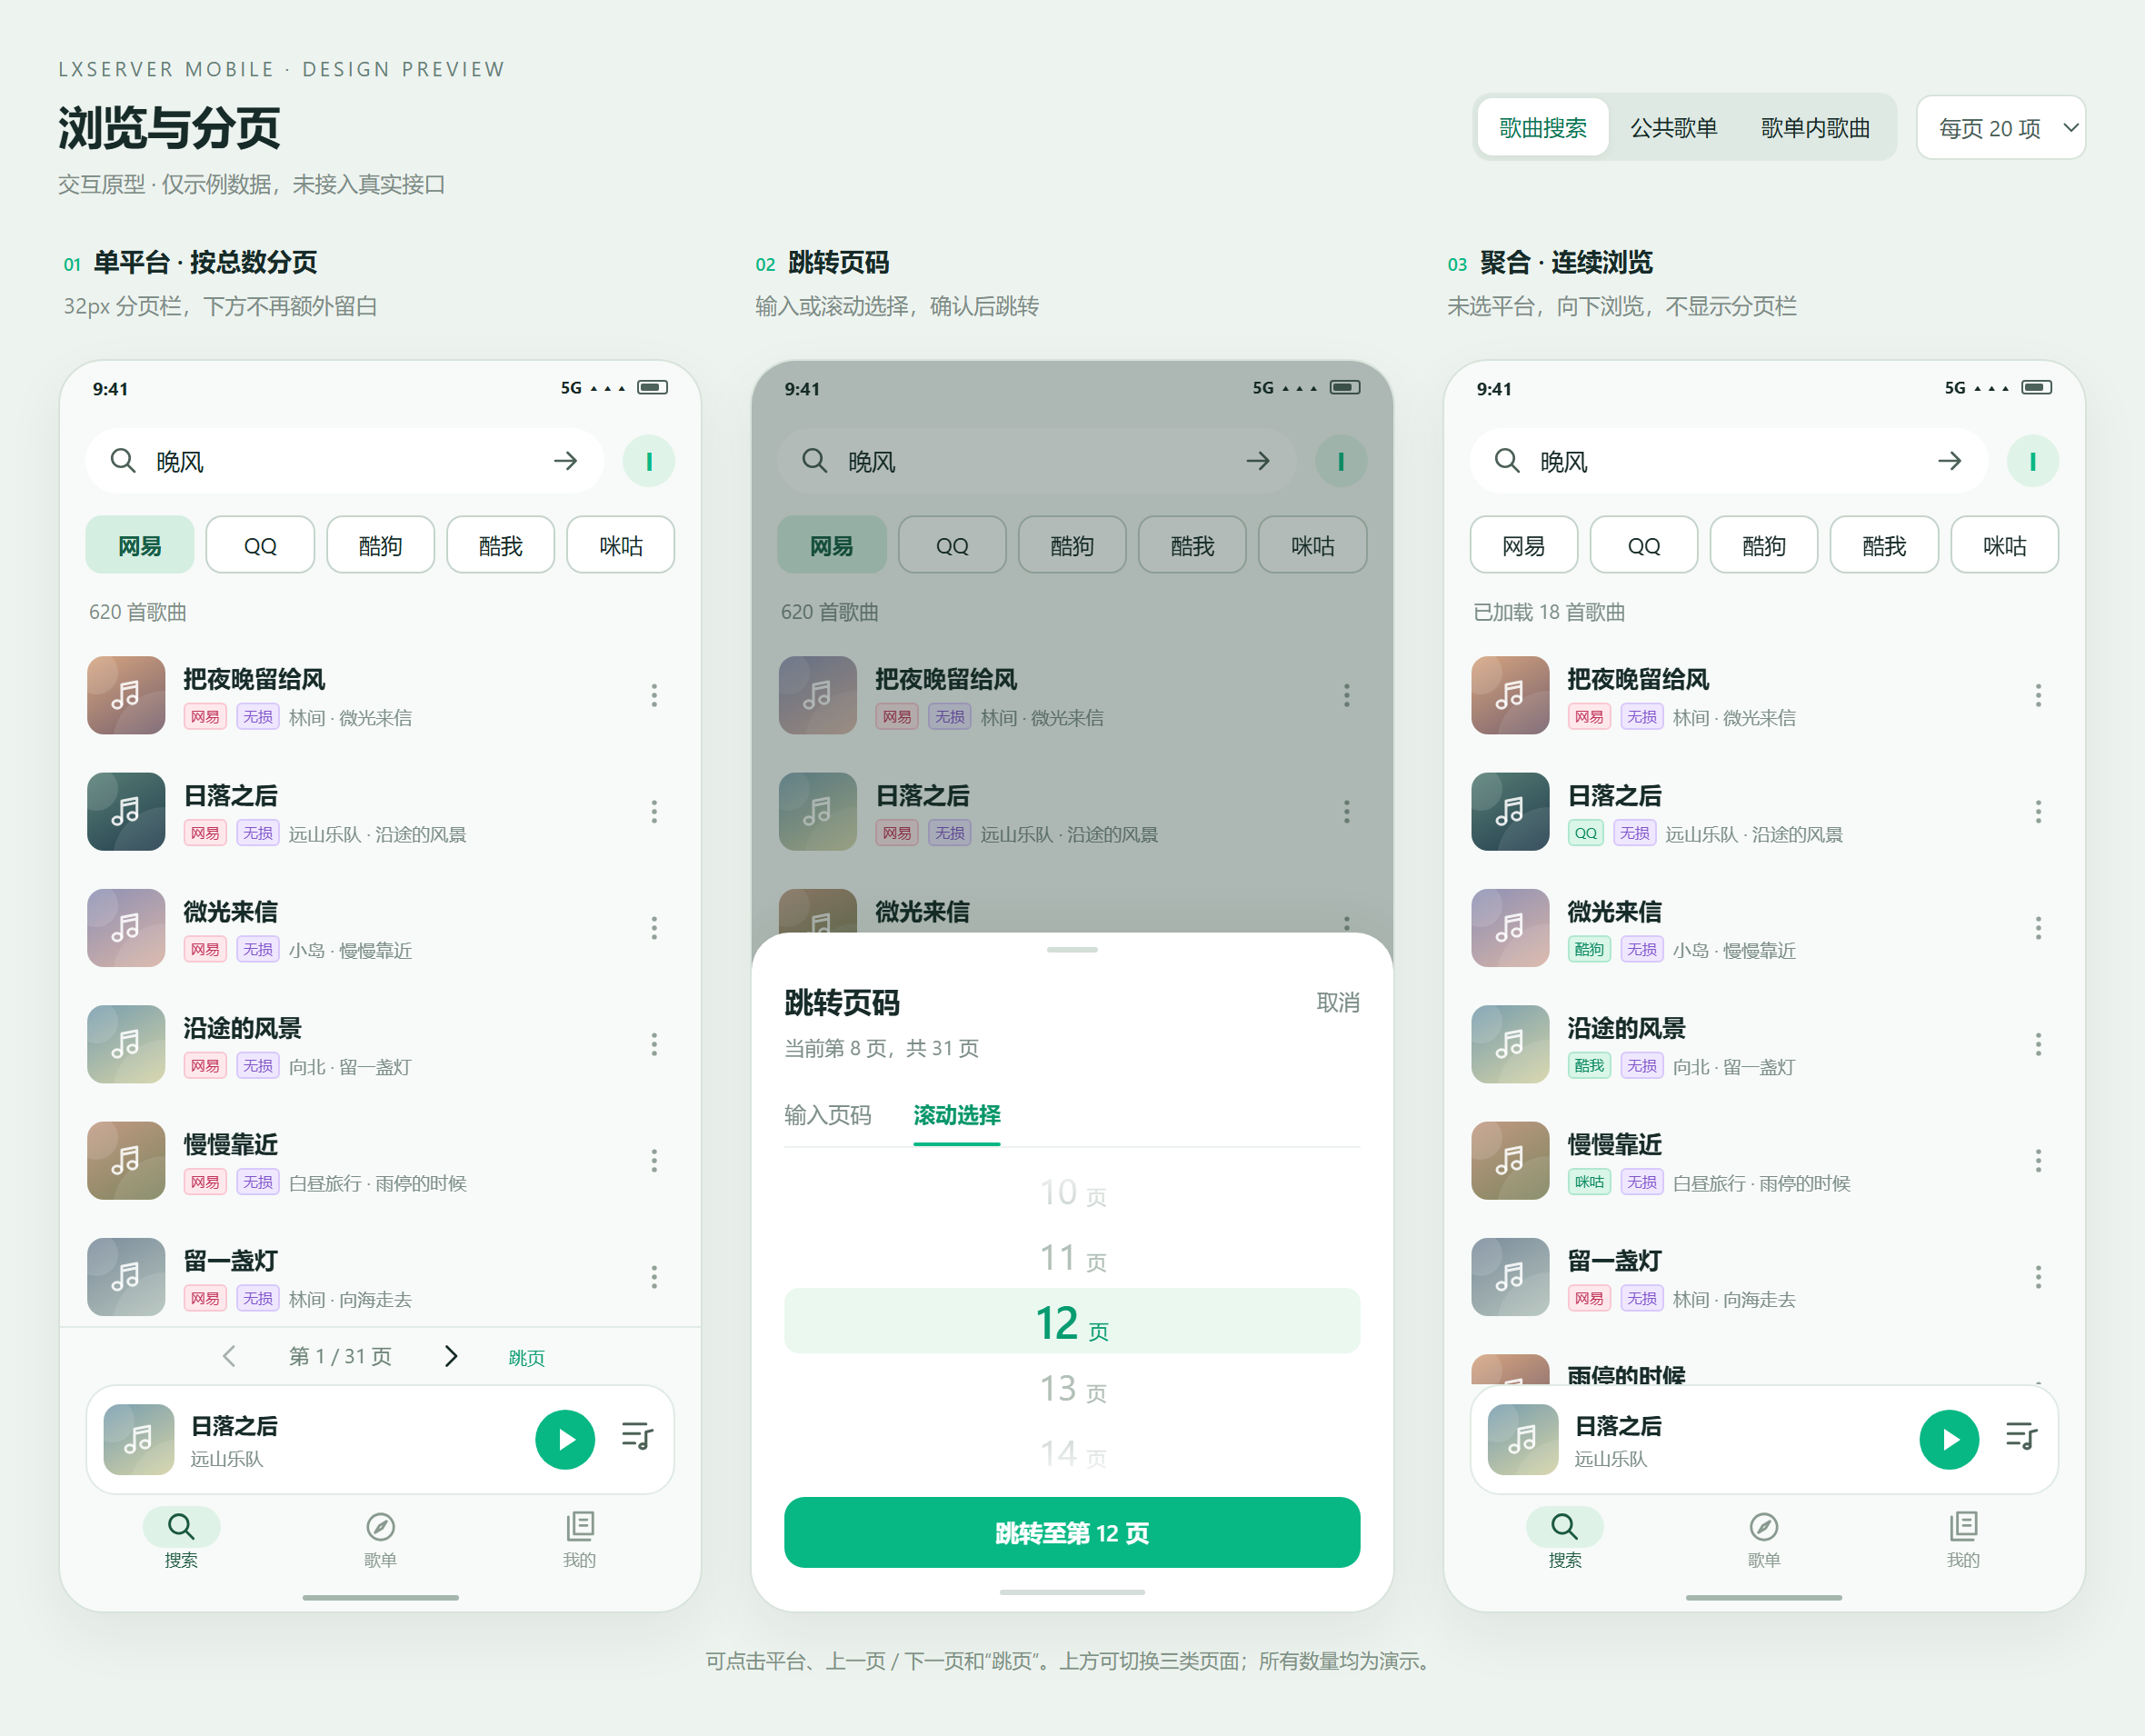 LXSERVER MOBILE · DESIGN PREVIEW
浏览与分页
交互原型 · 仅示例数据，未接入真实接口
歌曲搜索 公共歌单 歌单内歌曲 每页 20 项
01 单平台 · 按总数分页
32px 分页栏，下方不再额外留白
9:41 5G
晚风 I
网易 QQ 酷狗 酷我 咪咕
620 首歌曲
把夜晚留给风
网易 无损 林间 · 微光来信
日落之后
网易 无损 远山乐队 · 沿途的风景
微光来信
网易 无损 小岛 · 慢慢靠近
沿途的风景
网易 无损 向北 · 留一盏灯
慢慢靠近
网易 无损 白昼旅行 · 雨停的时候
留一盏灯
网易 无损 林间 · 向海走去
第 1 / 31 页 跳页
日落之后
远山乐队
搜索 歌单 我的
02 跳转页码
输入或滚动选择，确认后跳转
9:41 5G
晚风 I
网易 QQ 酷狗 酷我 咪咕
620 首歌曲
把夜晚留给风
网易 无损 林间 · 微光来信
日落之后
网易 无损 远山乐队 · 沿途的风景
微光来信
跳转页码 取消
当前第 8 页，共 31 页
输入页码 滚动选择
10 页
11 页
12 页
13 页
14 页
跳转至第 12 页
03 聚合 · 连续浏览
未选平台，向下浏览，不显示分页栏
9:41 5G
晚风 I
网易 QQ 酷狗 酷我 咪咕
已加载 18 首歌曲
把夜晚留给风
网易 无损 林间 · 微光来信
日落之后
QQ 无损 远山乐队 · 沿途的风景
微光来信
酷狗 无损 小岛 · 慢慢靠近
沿途的风景
酷我 无损 向北 · 留一盏灯
慢慢靠近
咪咕 无损 白昼旅行 · 雨停的时候
留一盏灯
网易 无损 林间 · 向海走去
雨停的时候
日落之后
远山乐队
搜索 歌单 我的
可点击平台、上一页 / 下一页和“跳页”。上方可切换三类页面；所有数量均为演示。